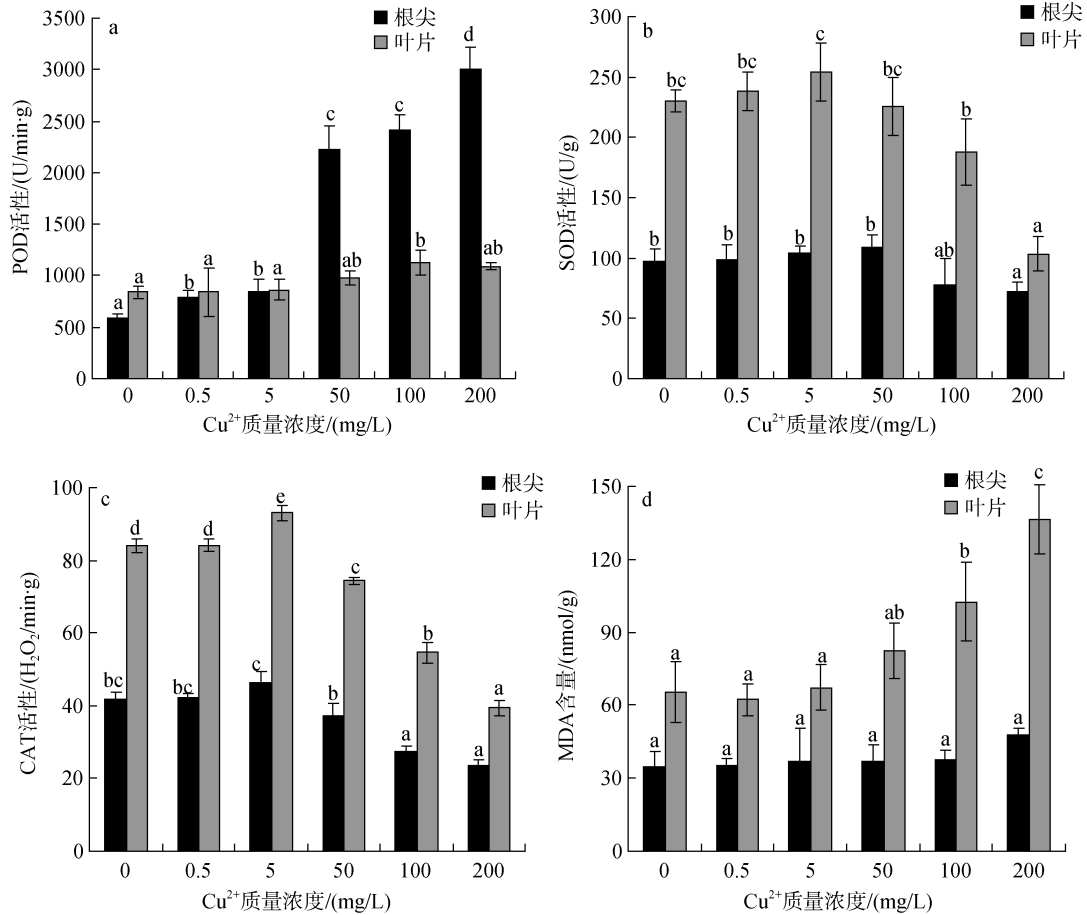 a
根尖
叶片
POD活性/(U/min·g)
3500
3000
2500
2000
1500
1000
500
0
a a b a b a c ab c b d ab
0 0.5 5 50 100 200
Cu²⁺质量浓度/(mg/L)
b
根尖
叶片
SOD活性/(U/g)
300
250
200
150
100
50
0
b bc b bc b c b bc ab b a a
0 0.5 5 50 100 200
Cu²⁺质量浓度/(mg/L)
c
根尖
叶片
CAT活性/(H₂O₂/min·g)
100
80
60
40
20
0
bc d bc d c e b c a b a a
0 0.5 5 50 100 200
Cu²⁺质量浓度/(mg/L)
d
根尖
叶片
MDA含量/(nmol/g)
150
120
90
60
30
0
a a a a a a a ab a b a c
0 0.5 5 50 100 200
Cu²⁺质量浓度/(mg/L)